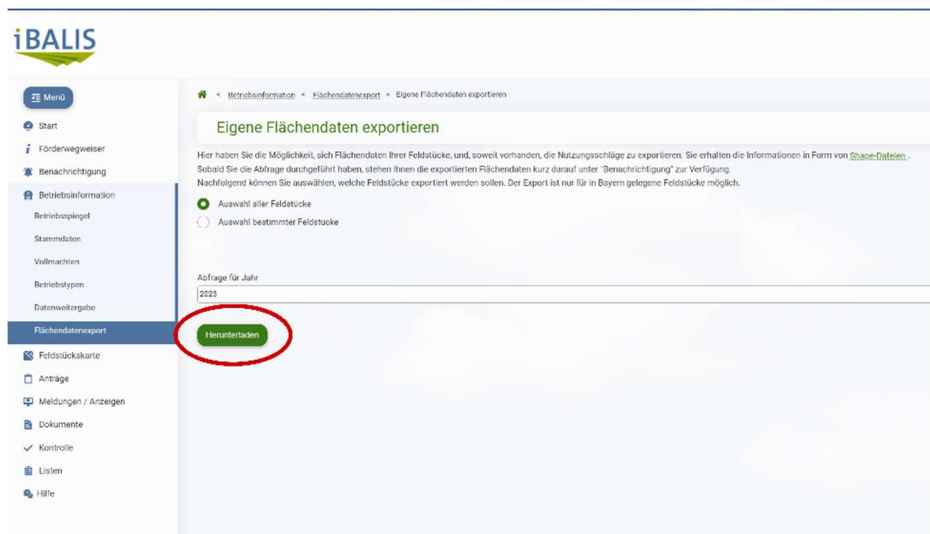 iBALIS
Menü
Start
Förderwegweiser
Benachrichtigung
Betriebsinformation
Betriebsspiegel
Stammdaten
Vollmachten
Betriebstypen
Datenweitergabe
Flächendatenexport
Feldstückskarte
Anträge
Meldungen / Anzeigen
Dokumente
Kontrolle
Listen
Hilfe
< Betriebsinformation < Flächendatenexport < Eigene Flächendaten exportieren
Eigene Flächendaten exportieren
Hier haben Sie die Möglichkeit, sich Flächendaten Ihrer Feldstücke, und, soweit vorhanden, die Nutzungsschläge zu exportieren. Sie erhalten die Informationen in Form von Shape-Dateien .
Sobald Sie die Abfrage durchgeführt haben, stehen Ihnen die exportierten Flächendaten kurz darauf unter "Benachrichtigung" zur Verfügung.
Nachfolgend können Sie auswählen, welche Feldstücke exportiert werden sollen. Der Export ist nur für in Bayern gelegene Feldstücke möglich.
Auswahl aller Feldstücke
Auswahl bestimmter Feldstücke
Abfrage für Jahr
2023
Herunterladen